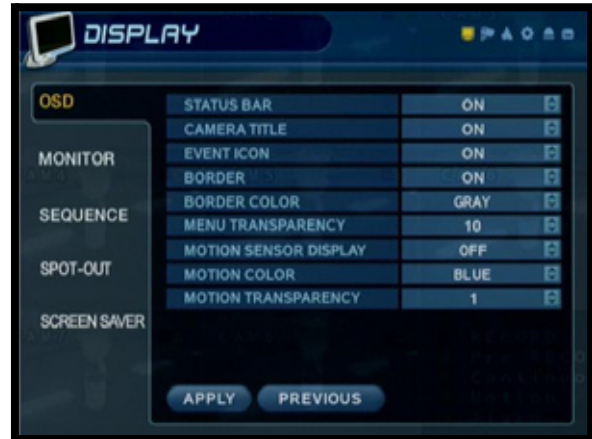 DISPLAY
OSD
MONITOR
SEQUENCE
SPOT-OUT
SCREEN SAVER
STATUS BAR ON
CAMERA TITLE ON
EVENT ICON ON
BORDER ON
BORDER COLOR GRAY
MENU TRANSPARENCY 10
MOTION SENSOR DISPLAY OFF
MOTION COLOR BLUE
MOTION TRANSPARENCY 1
APPLY PREVIOUS